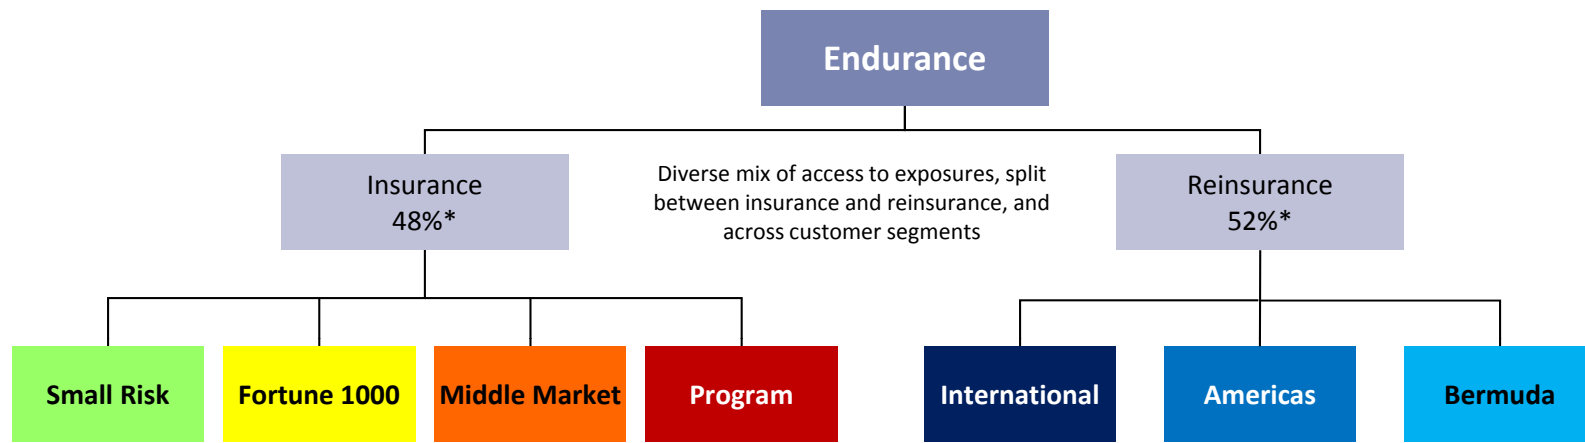 Endurance
Insurance
48%*
Diverse mix of access to exposures, split
between insurance and reinsurance, and
across customer segments
Reinsurance
52%*
Small Risk
Fortune 1000
Middle Market
Program
International
Americas
Bermuda